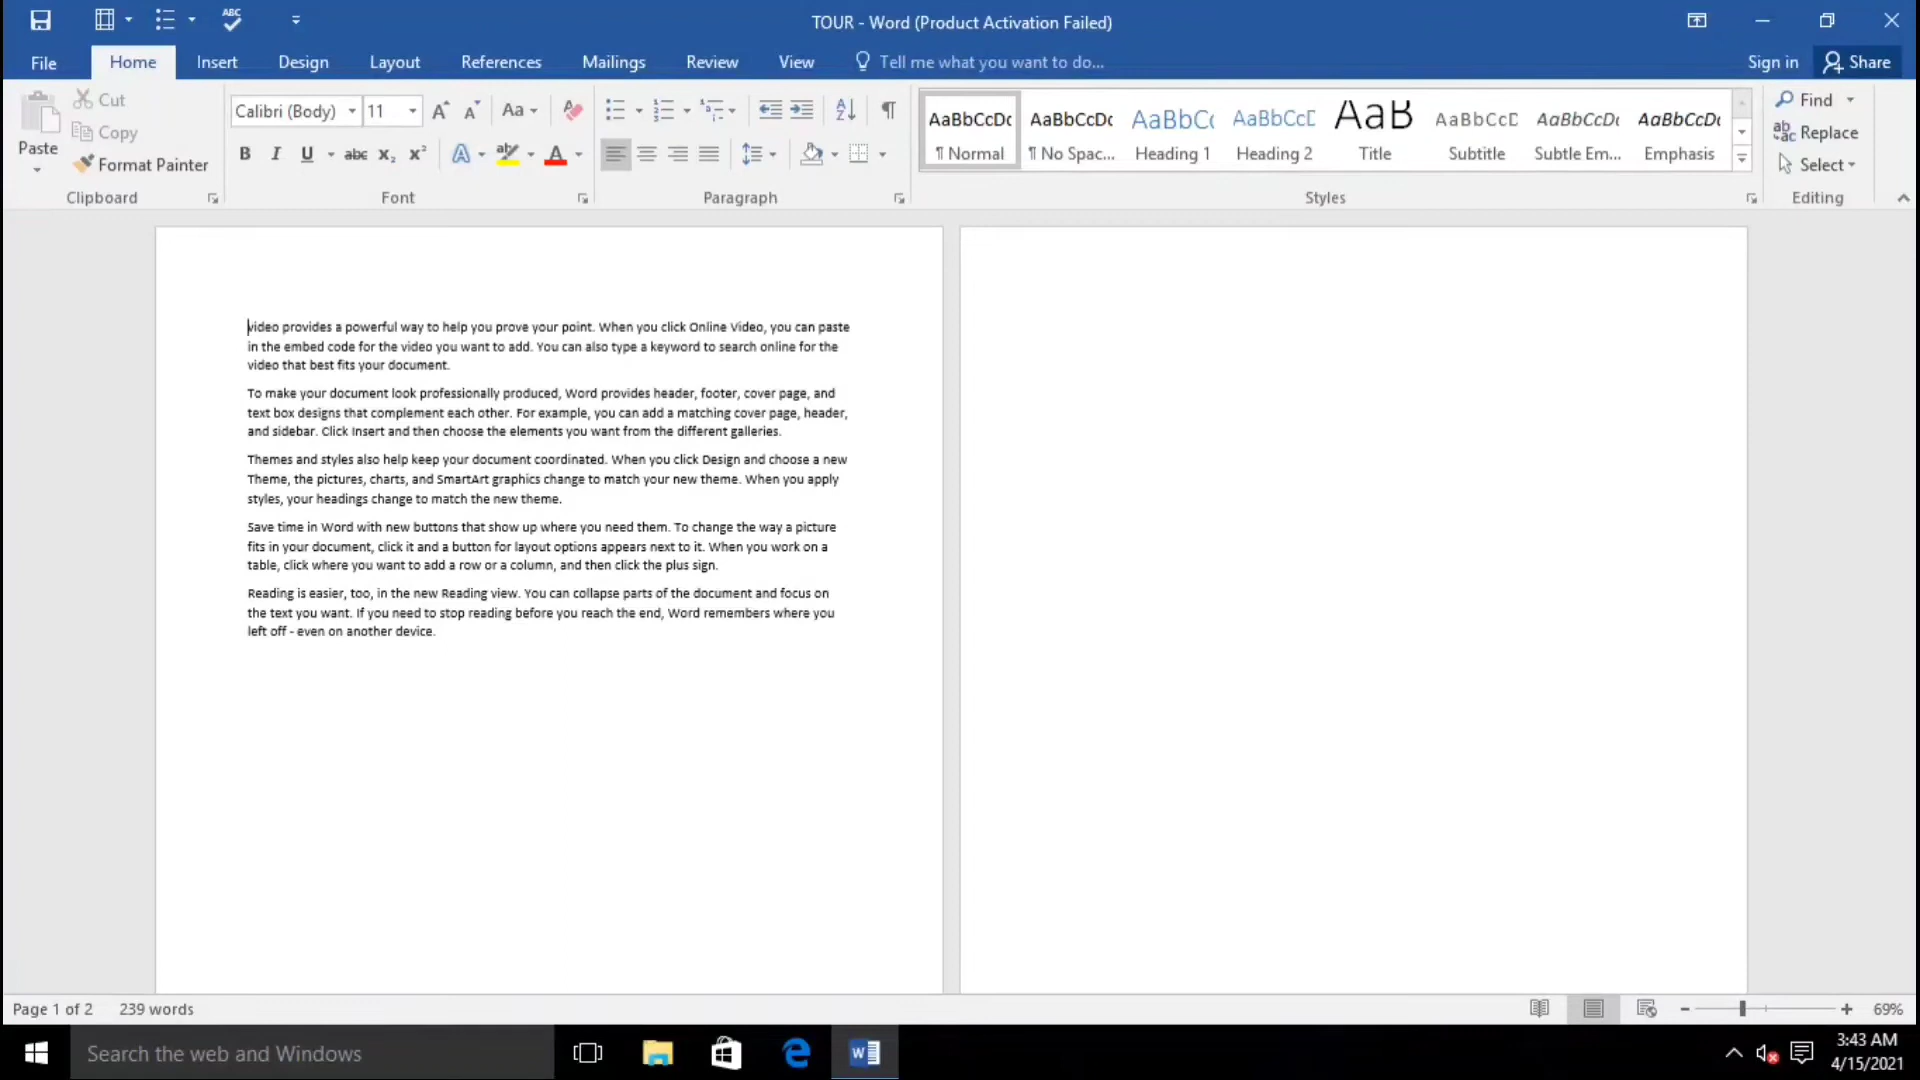 ABC
TOUR - Word (Product Activation Failed)
File Home Insert Design Layout References Mailings Review View Tell me what you want to do... Sign in Share
Paste
Cut
Copy
Format Painter
Clipboard
Calibri (Body) 11 A A Aa A
B I U abc X₂ X² A ab A
Font
A Z ¶
Paragraph
AaBbCcDc AaBbCcDc AaBbC( AaBbCcE AaB AaBbCcD AaBbCcDc AaBbCcDc
¶ Normal ¶ No Spac... Heading 1 Heading 2 Title Subtitle Subtle Em... Emphasis
Styles
Find
ab ac Replace
Select
Editing
video provides a powerful way to help you prove your point. When you click Online Video, you can paste
in the embed code for the video you want to add. You can also type a keyword to search online for the
video that best fits your document.
To make your document look professionally produced, Word provides header, footer, cover page, and
text box designs that complement each other. For example, you can add a matching cover page, header,
and sidebar. Click Insert and then choose the elements you want from the different galleries.
Themes and styles also help keep your document coordinated. When you click Design and choose a new
Theme, the pictures, charts, and SmartArt graphics change to match your new theme. When you apply
styles, your headings change to match the new theme.
Save time in Word with new buttons that show up where you need them. To change the way a picture
fits in your document, click it and a button for layout options appears next to it. When you work on a
table, click where you want to add a row or a column, and then click the plus sign.
Reading is easier, too, in the new Reading view. You can collapse parts of the document and focus on
the text you want. If you need to stop reading before you reach the end, Word remembers where you
left off - even on another device.
Page 1 of 2 239 words
69%
Search the web and Windows
3:43 AM
4/15/2021